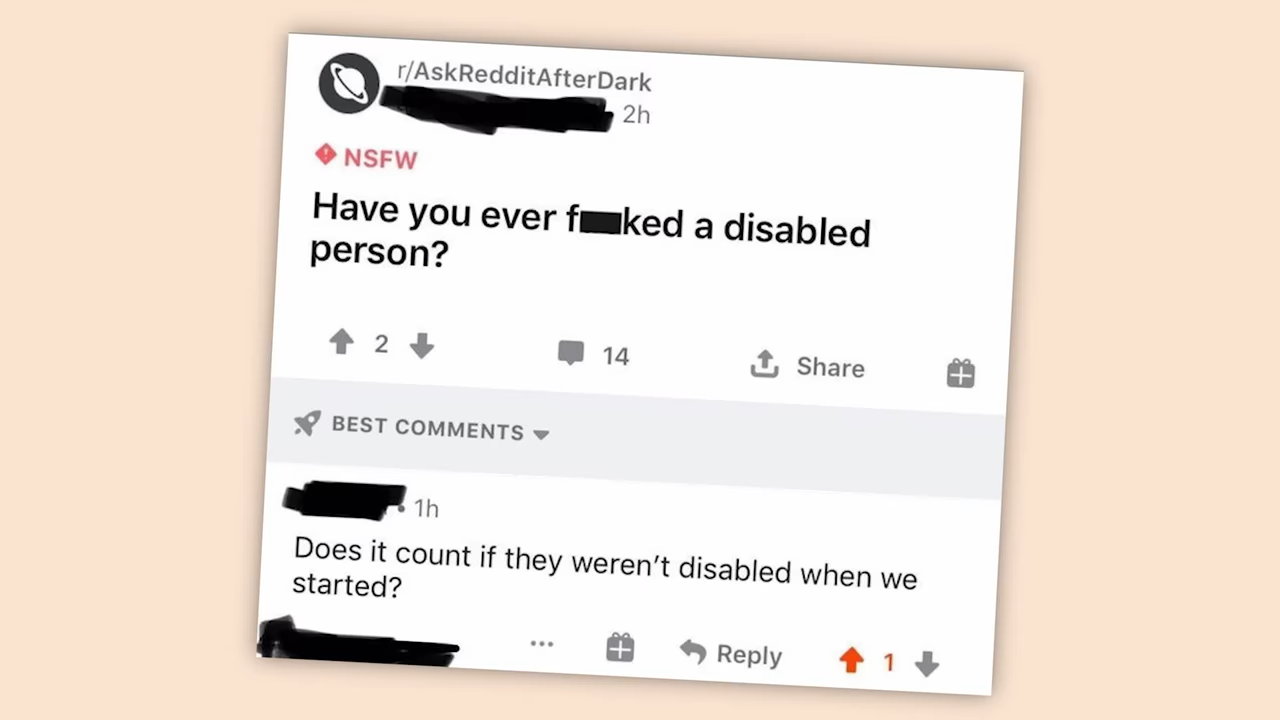 r/AskRedditAfterDark
2h
NSFW
Have you ever f ked a disabled
person?
2
14
Share
BEST COMMENTS
• 1h
Does it count if they weren't disabled when we
started?
... Reply 1